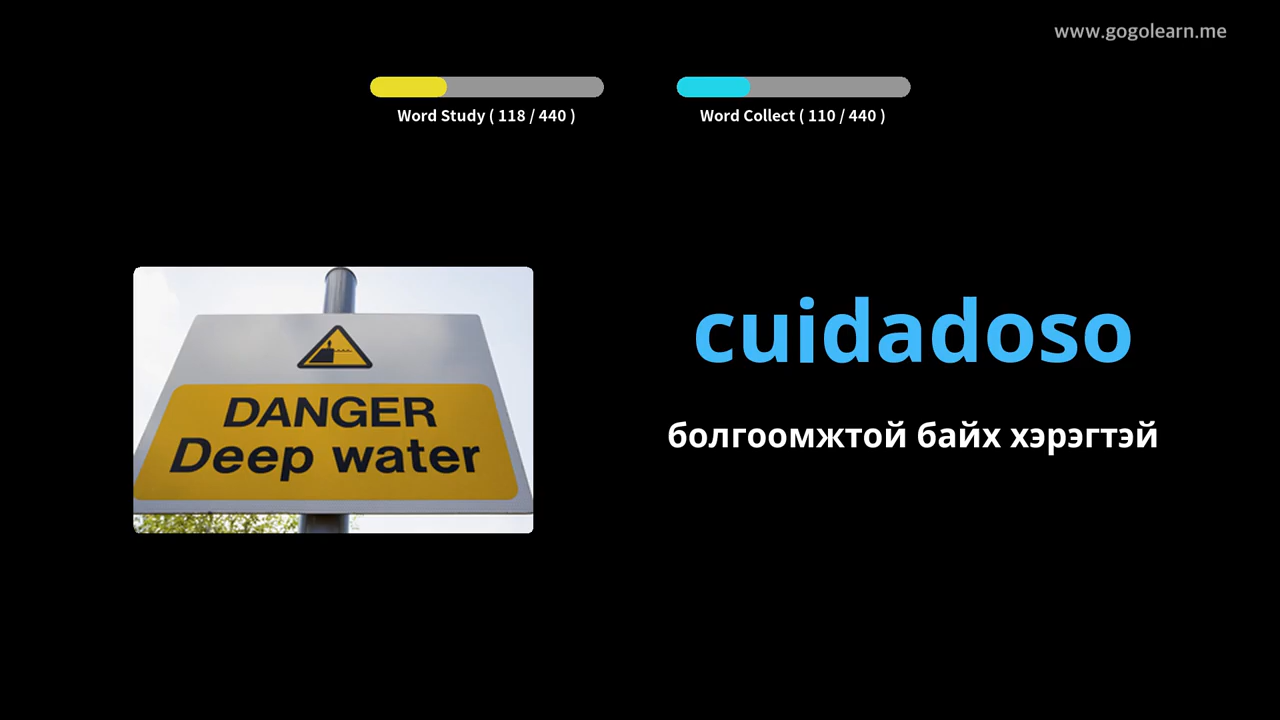 www.gogolearn.me
Word Study ( 118 / 440 )
Word Collect ( 110 / 440 )
DANGER
Deep water
cuidadoso
болгоомжтой байх хэрэгтэй